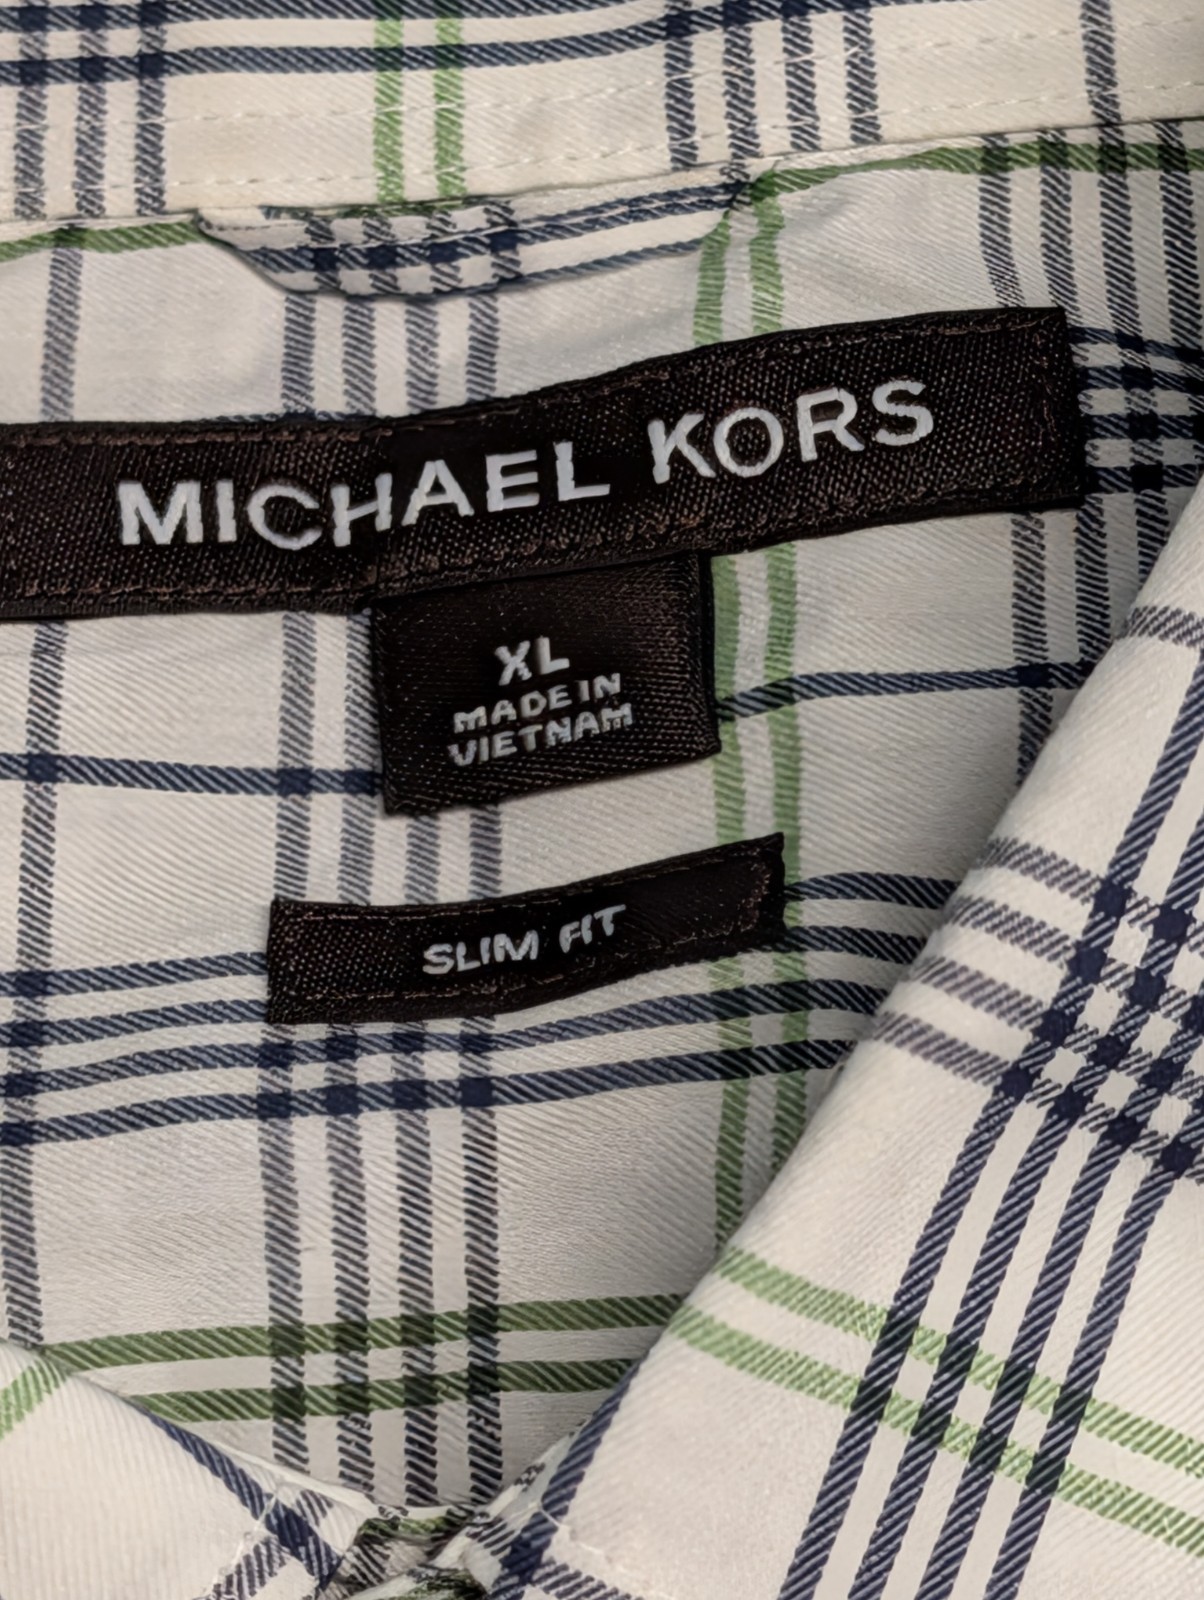 MICHAEL KORS
XL
MADE IN
VIETNAM
SLIM FIT